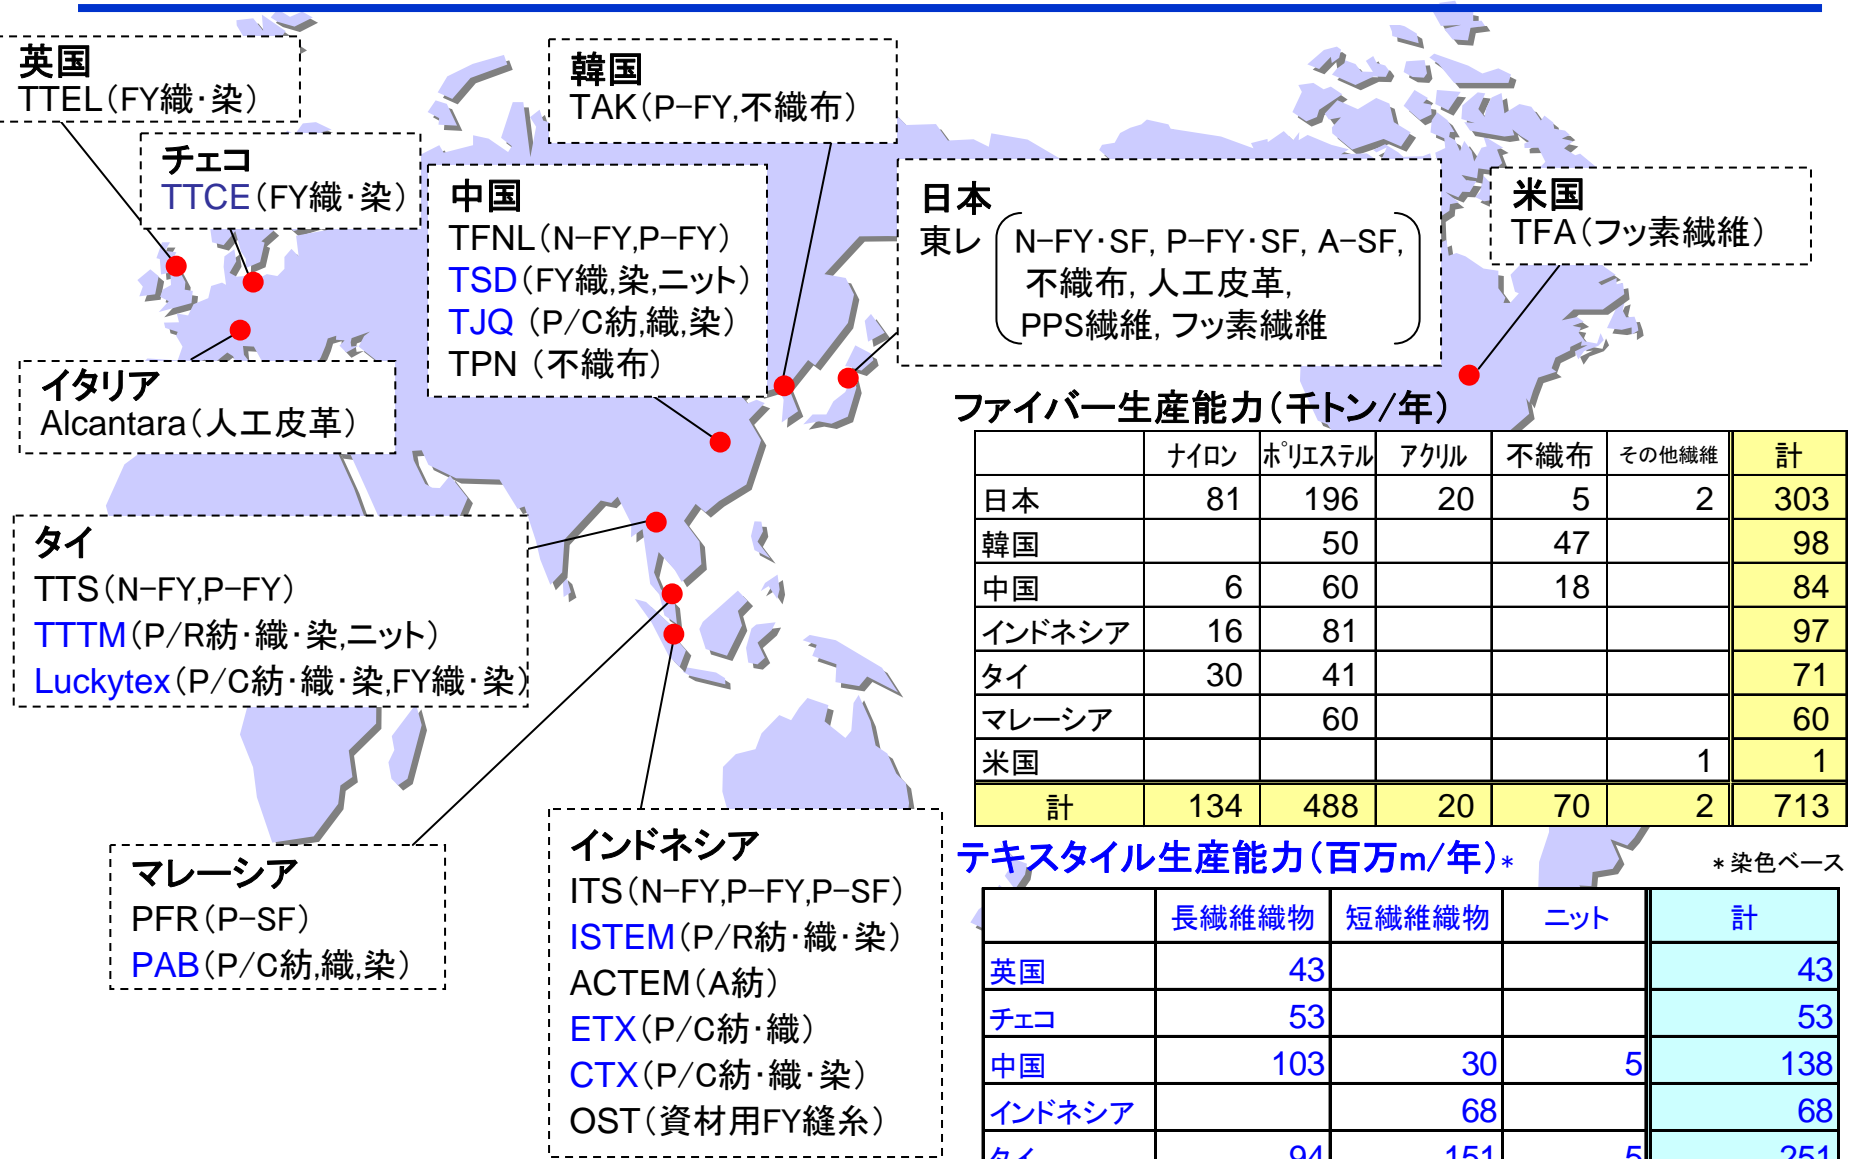 英国
TTEL(FY織・染)
チェコ
TTCE(FY織・染)
イタリア
Alcantara(人工皮革)
韓国
TAK(P-FY,不織布)
中国
TFNL(N-FY,P-FY)
TSD(FY織,染,ニット)
TJQ (P/C紡,織,染)
TPN (不織布)
日本
東レ N-FY・SF, P-FY・SF, A-SF,
不織布, 人工皮革,
PPS繊維, フッ素繊維
米国
TFA(フッ素繊維)
タイ
TTS(N-FY,P-FY)
TTTM(P/R紡・織・染,ニット)
Luckytex(P/C紡・織・染,FY織・染)
マレーシア
PFR(P-SF)
PAB(P/C紡,織,染)
インドネシア
ITS(N-FY,P-FY,P-SF)
ISTEM(P/R紡・織・染)
ACTEM(A紡)
ETX(P/C紡・織)
CTX(P/C紡・織・染)
OST(資材用FY縫糸)
ファイバー生産能力(千トン/年)
ナイロン ポリエステル アクリル 不織布 その他繊維 計
日本 81 196 20 5 2 303
韓国 50 47 98
中国 6 60 18 84
インドネシア 16 81 97
タイ 30 41 71
マレーシア 60 60
米国 1 1
計 134 488 20 70 2 713
テキスタイル生産能力(百万m/年)*
*染色ベース
長繊維織物 短繊維織物 ニット 計
英国 43 43
チェコ 53 53
中国 103 30 5 138
インドネシア 68 68
タイ 94 151 5 251